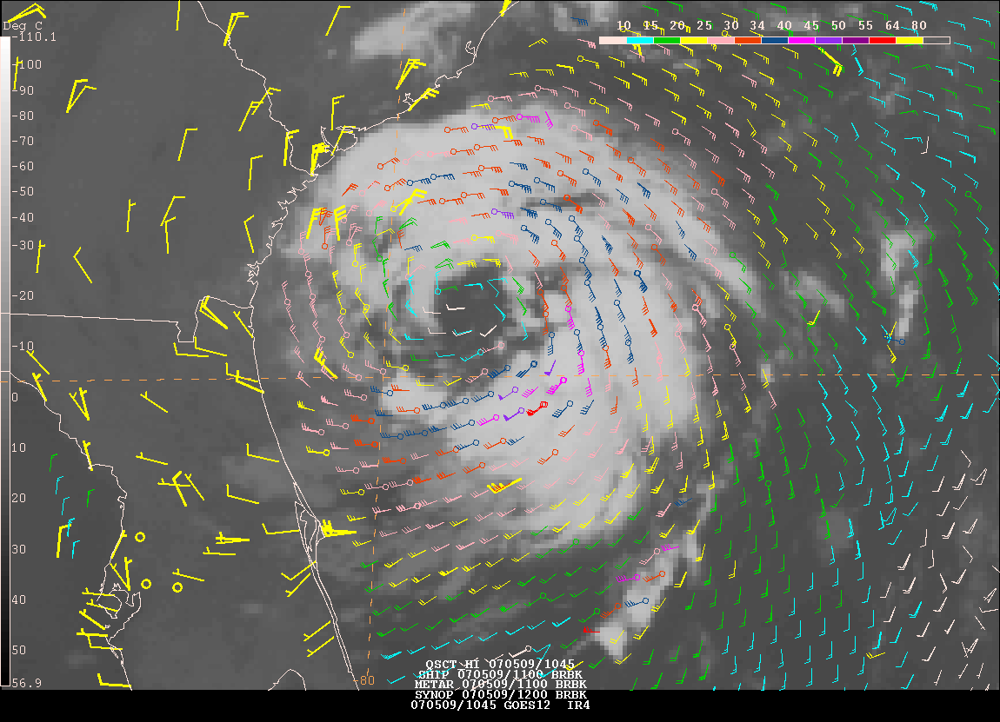 Deg C
-110.1
-100
-90
-80
-70
-60
-50
-40
-30
-20
-10
0
10
20
30
40
50
56.9
10 15 20 25 30 34 40 45 50 55 64 80
80
QSCT_HI 070509/1045
SHIP 070509/1100 BRBK
METAR 070509/1100 BRBK
SYNOP 070509/1200 BRBK
070509/1045 GOES12 IR4